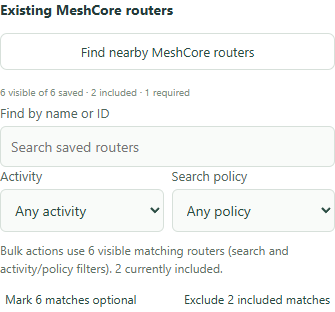 Existing MeshCore routers
Find nearby MeshCore routers
6 visible of 6 saved · 2 included · 1 required
Find by name or ID
Search saved routers
Activity Search policy
Any activity Any policy
Bulk actions use 6 visible matching routers (search and
activity/policy filters). 2 currently included.
Mark 6 matches optional Exclude 2 included matches